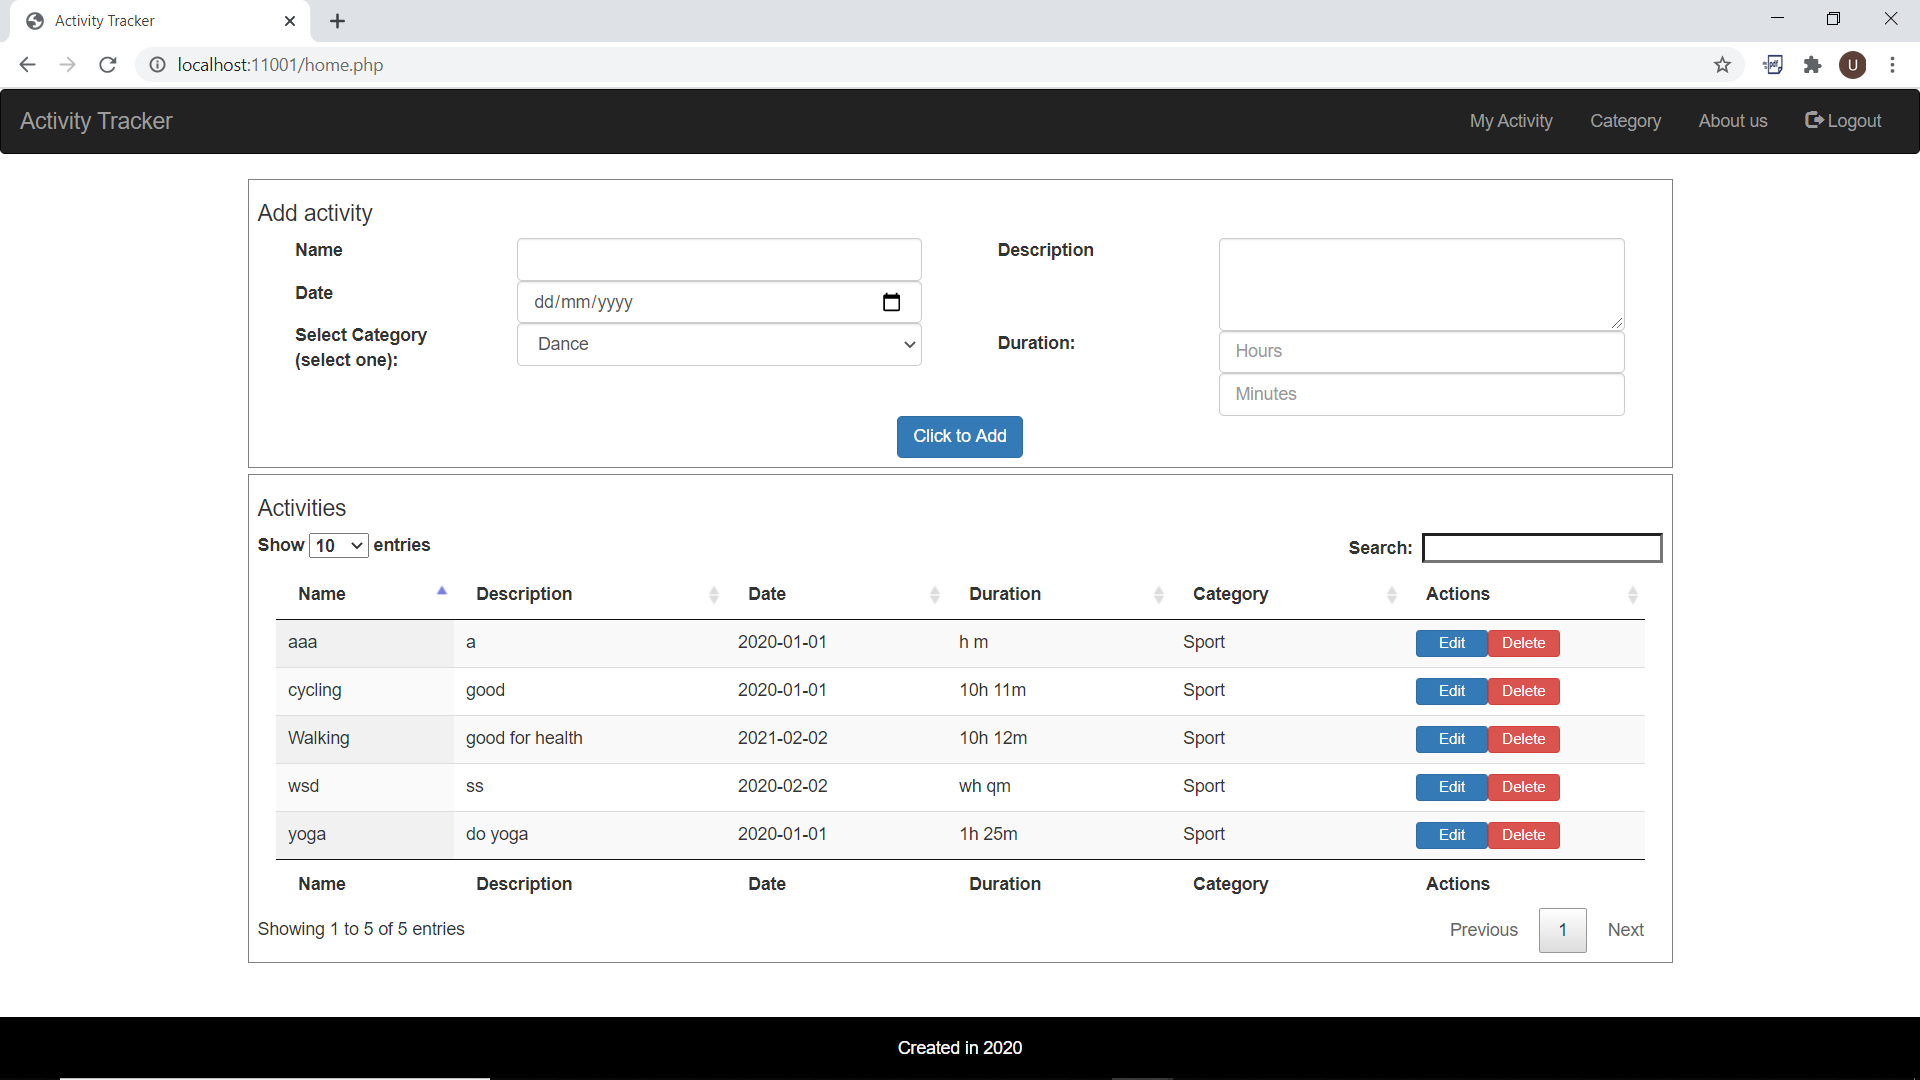 Activity Tracker
localhost:11001/home.php
U
Activity Tracker My Activity Category About us Logout
Add activity
Name
Description
Date dd/mm/yyyy
Select Category (select one): Dance
Duration: Hours
Minutes
Click to Add
Activities
Show 10 entries Search:
Name Description Date Duration Category Actions
aaa a 2020-01-01 h m Sport Edit Delete
cycling good 2020-01-01 10h 11m Sport Edit Delete
Walking good for health 2021-02-02 10h 12m Sport Edit Delete
wsd ss 2020-02-02 wh qm Sport Edit Delete
yoga do yoga 2020-01-01 1h 25m Sport Edit Delete
Name Description Date Duration Category Actions
Showing 1 to 5 of 5 entries Previous 1 Next
Created in 2020